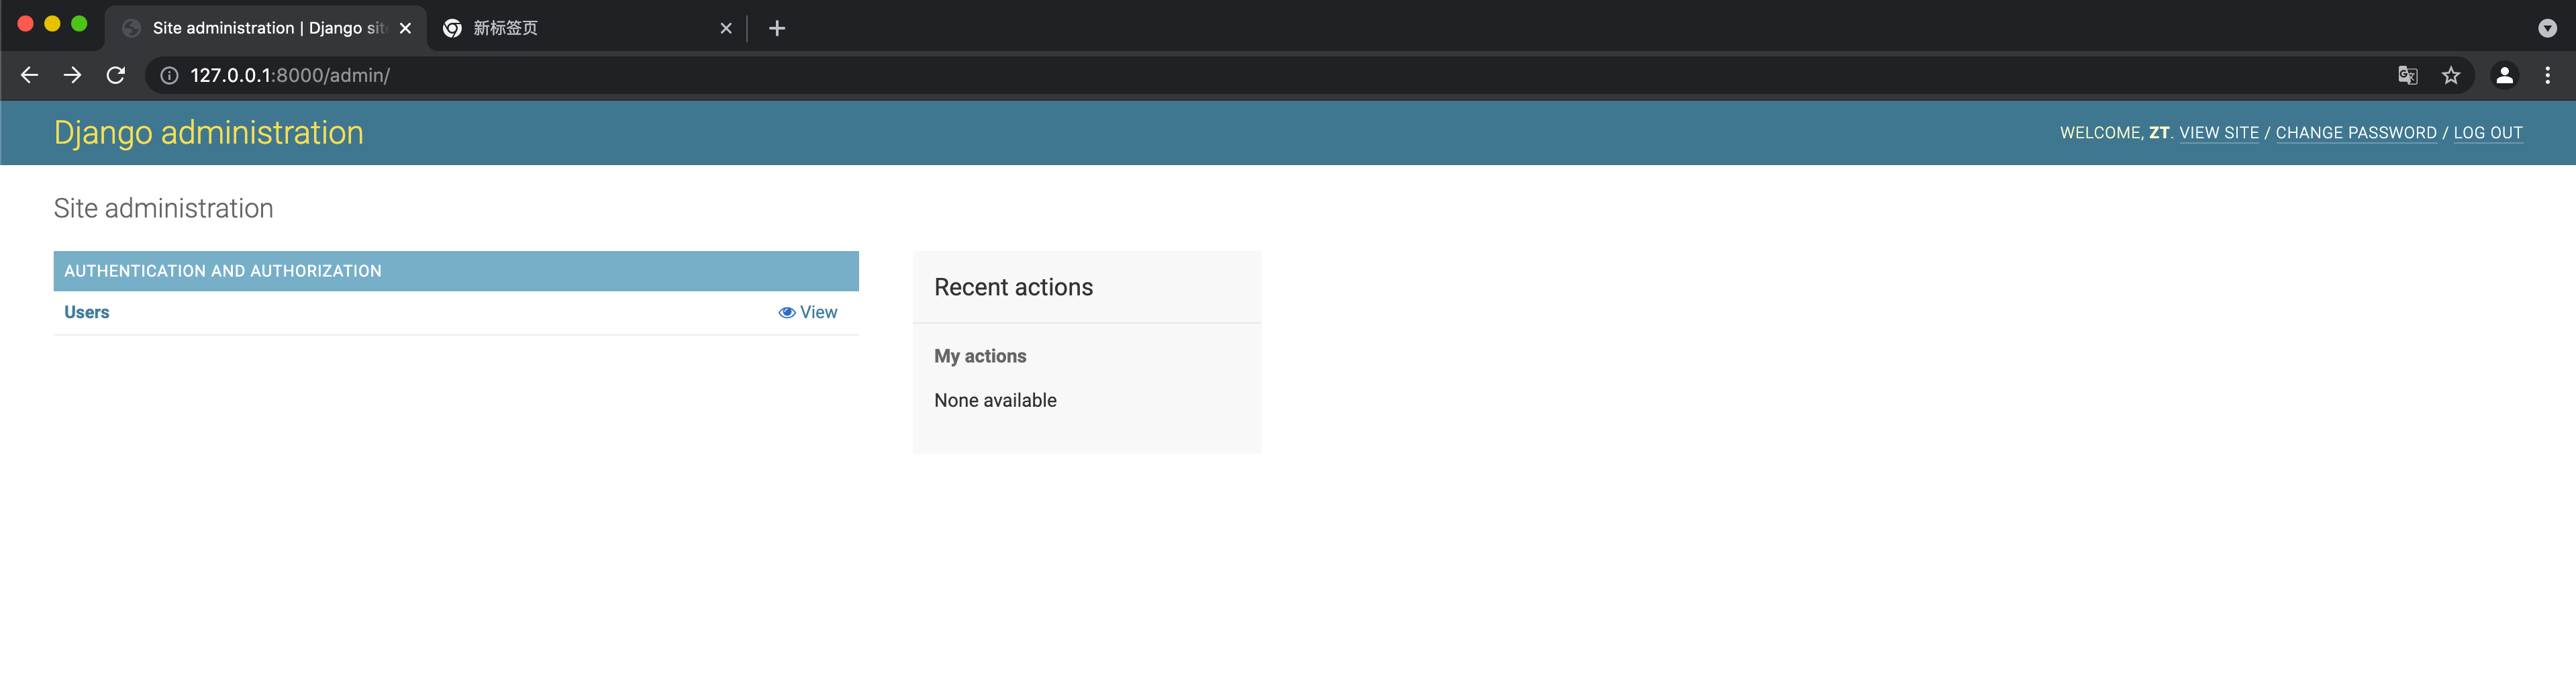 Site administration | Django sit
新标签页
127.0.0.1:8000/admin/
Django administration
WELCOME, ZT. VIEW SITE / CHANGE PASSWORD / LOG OUT
Site administration
AUTHENTICATION AND AUTHORIZATION
Users
View
Recent actions
My actions
None available